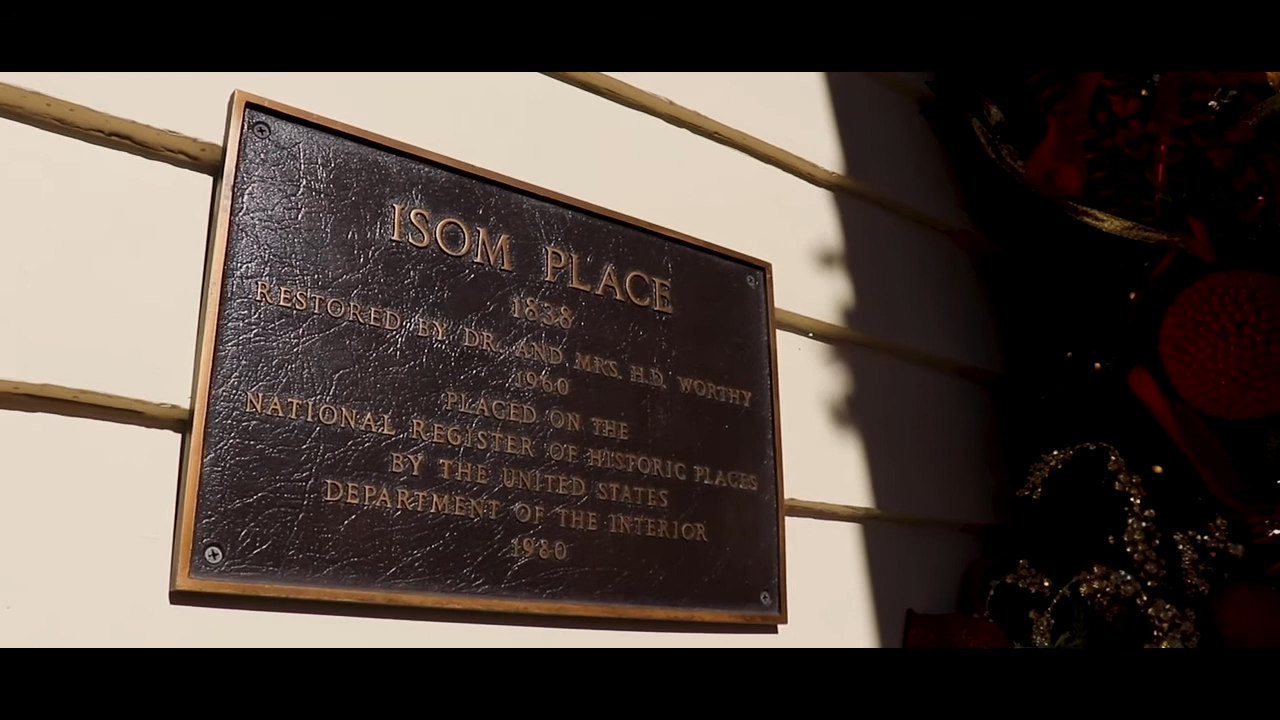 ISOM PLACE
1838
RESTORED BY DR. AND MRS. H.D. WORTHY
1960
PLACED ON THE
NATIONAL REGISTER OF HISTORIC PLACES
BY THE UNITED STATES
DEPARTMENT OF THE INTERIOR
1980